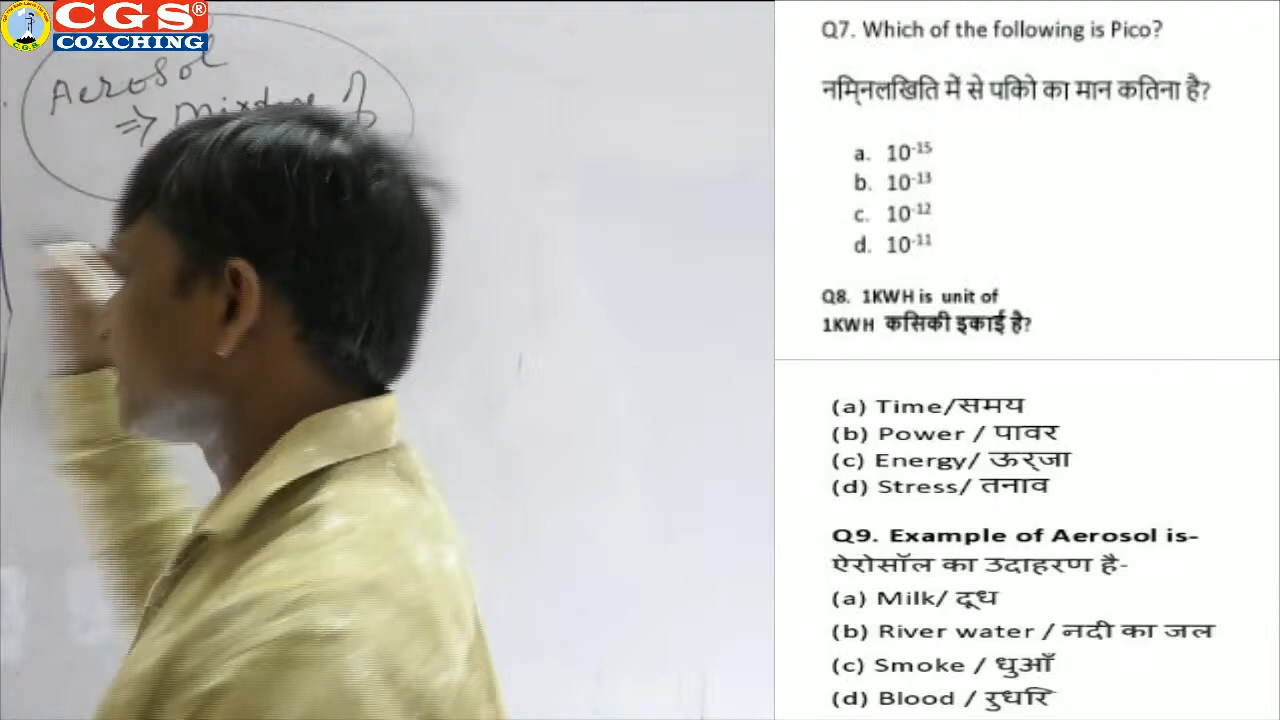 CGS®
COACHING
C.G.S
Aerosol
⇒ Mixture of
Q7. Which of the following is Pico?
नम्निलखिति में से पकिो का मान कतिना है?
a. 10⁻¹⁵
b. 10⁻¹³
c. 10⁻¹²
d. 10⁻¹¹
Q8. 1KWH is unit of
1KWH कसिकी इकाई है?
(a) Time/समय
(b) Power / पावर
(c) Energy/ ऊर्जा
(d) Stress/ तनाव
Q9. Example of Aerosol is-
ऐरोसॉल का उदाहरण है-
(a) Milk/ दूध
(b) River water / नदी का जल
(c) Smoke / धुआँ
(d) Blood / रुधरि